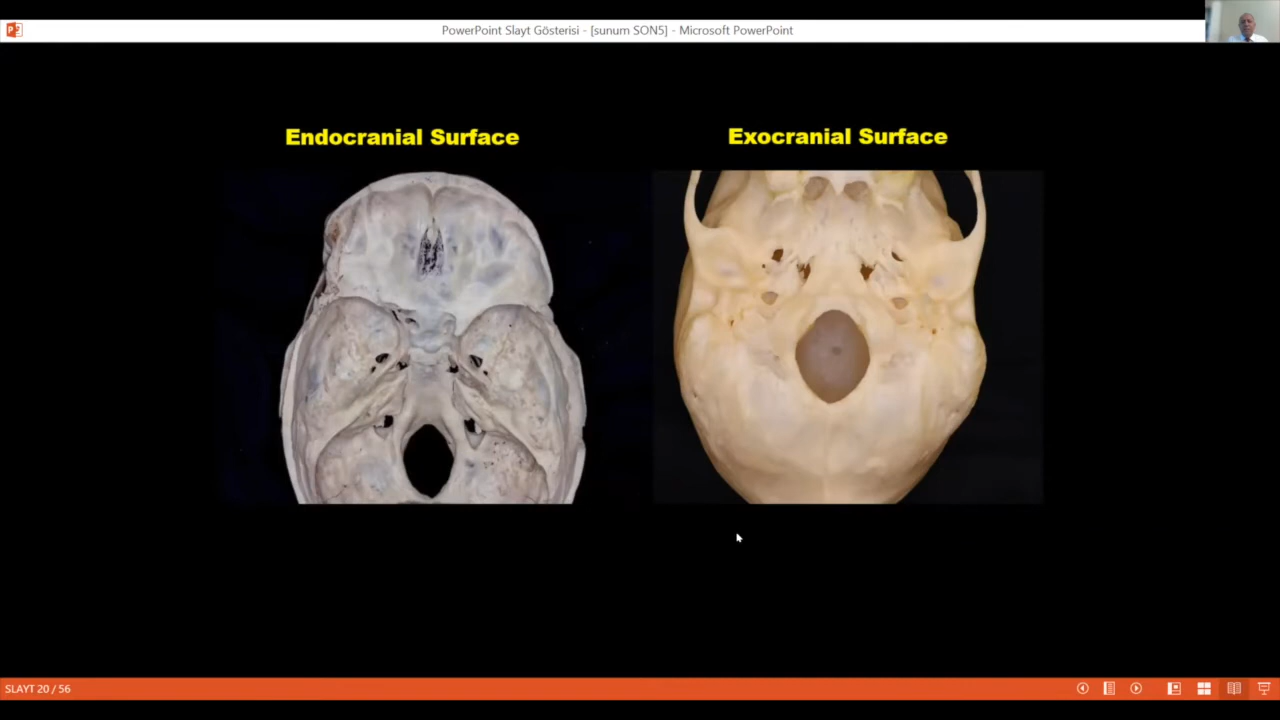 PowerPoint Slayt Gösterisi - [sunum SON5] - Microsoft PowerPoint
Endocranial Surface
Exocranial Surface
SLAYT 20 / 56